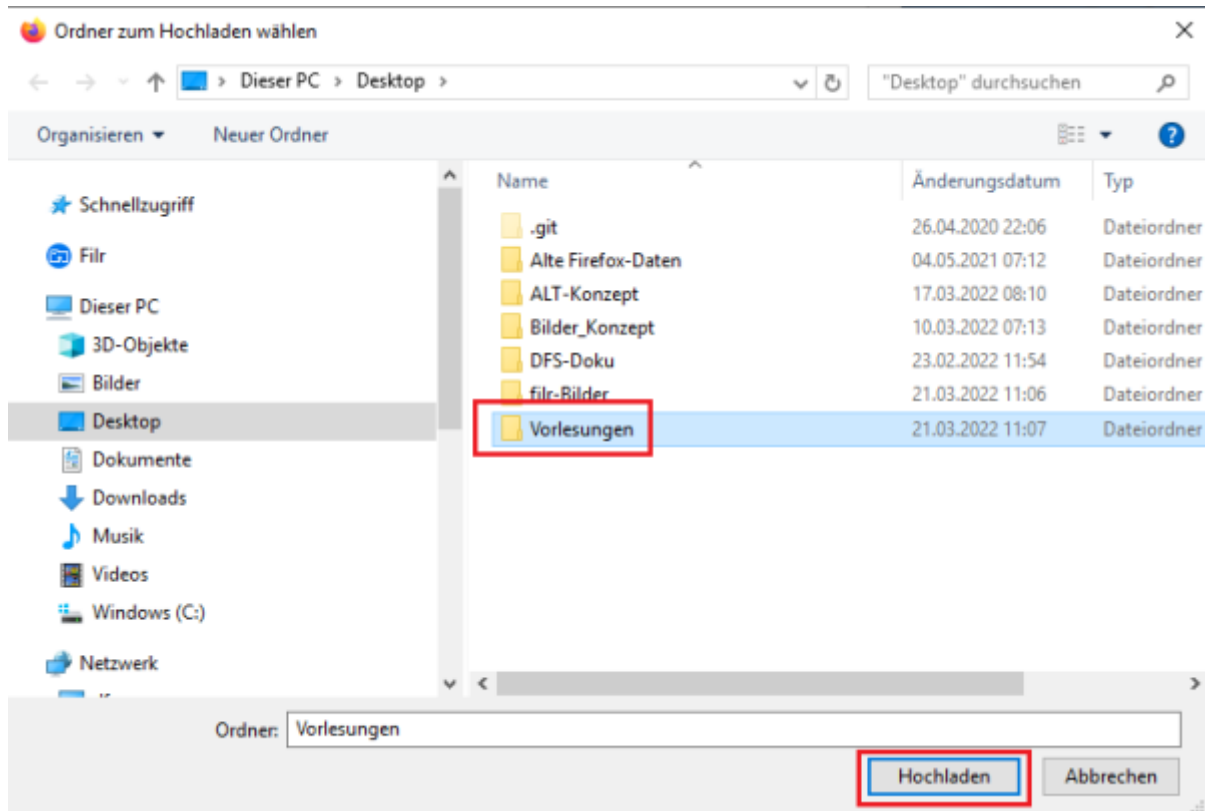 Ordner zum Hochladen wählen
Dieser PC > Desktop >
"Desktop" durchsuchen
Organisieren
Neuer Ordner
Name Änderungsdatum Typ
Schnellzugriff
Filr
Dieser PC
3D-Objekte
Bilder
Desktop
Dokumente
Downloads
Musik
Videos
Windows (C:)
Netzwerk
.git 26.04.2020 22:06 Dateiordner
Alte Firefox-Daten 04.05.2021 07:12 Dateiordner
ALT-Konzept 17.03.2022 08:10 Dateiordner
Bilder_Konzept 10.03.2022 07:13 Dateiordner
DFS-Doku 23.02.2022 11:54 Dateiordner
filr-Bilder 21.03.2022 11:06 Dateiordner
Vorlesungen 21.03.2022 11:07 Dateiordner
Ordner: Vorlesungen
Hochladen Abbrechen